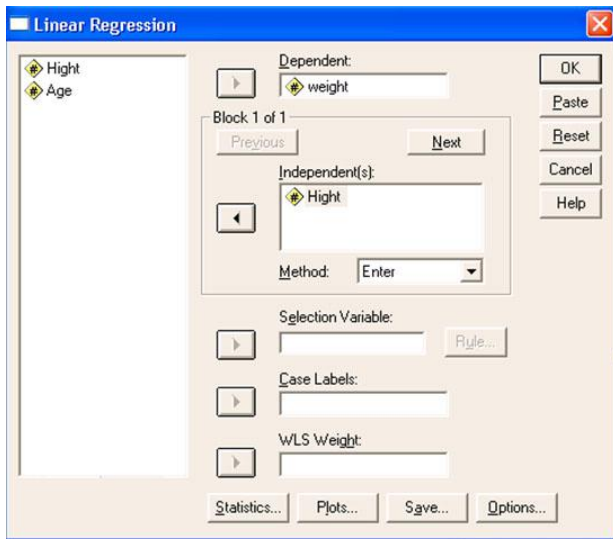 Linear Regression
Hight
Age
Dependent:
weight
Block 1 of 1
Previous
Next
Independent(s):
Hight
Method:
Enter
Selection Variable:
Rule...
Case Labels:
WLS Weight:
Statistics...
Plots...
Save...
Options...
OK
Paste
Reset
Cancel
Help